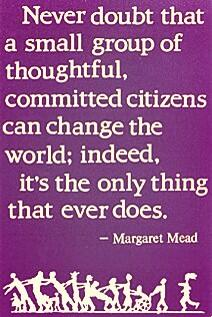 Never doubt that
a small group of
thoughtful,
committed citizens
can change the
world; indeed,
it's the only thing
that ever does.
– Margaret Mead